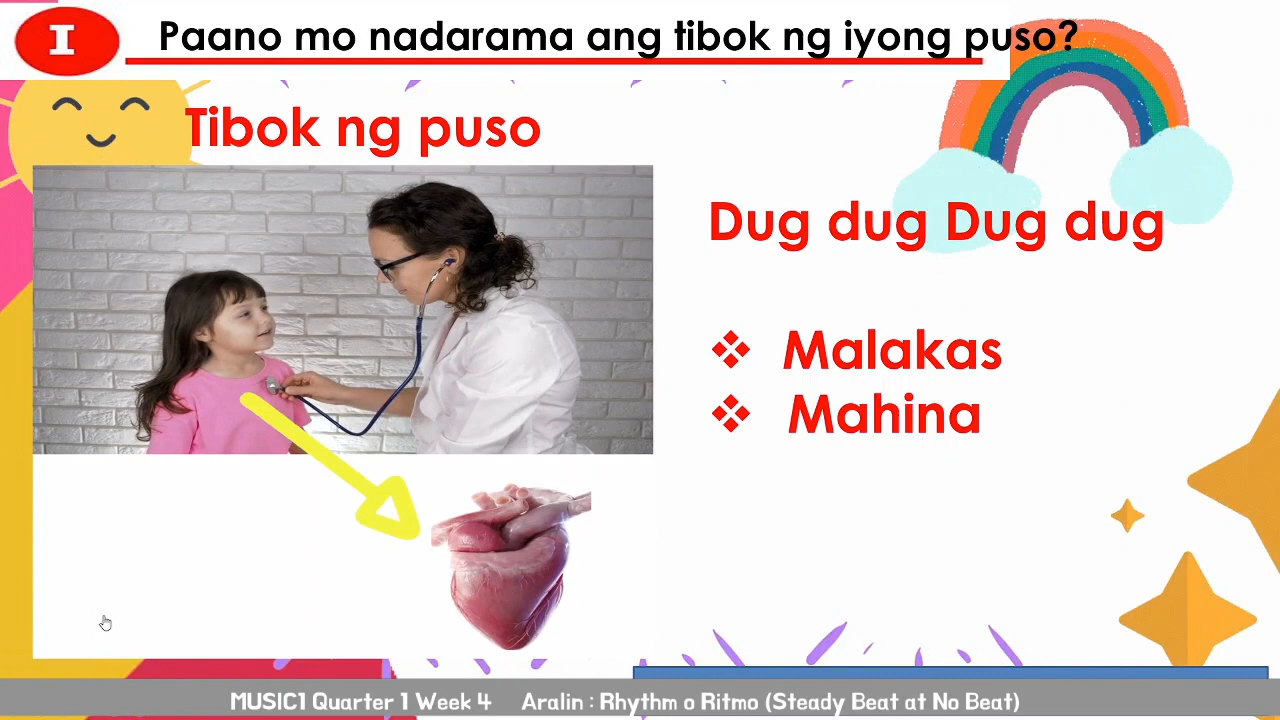 I
Paano mo nadarama ang tibok ng iyong puso?
Tibok ng puso
Dug dug Dug dug
❖ Malakas
❖ Mahina
MUSIC1 Quarter 1 Week 4 Aralin : Rhythm o Ritmo (Steady Beat at No Beat)